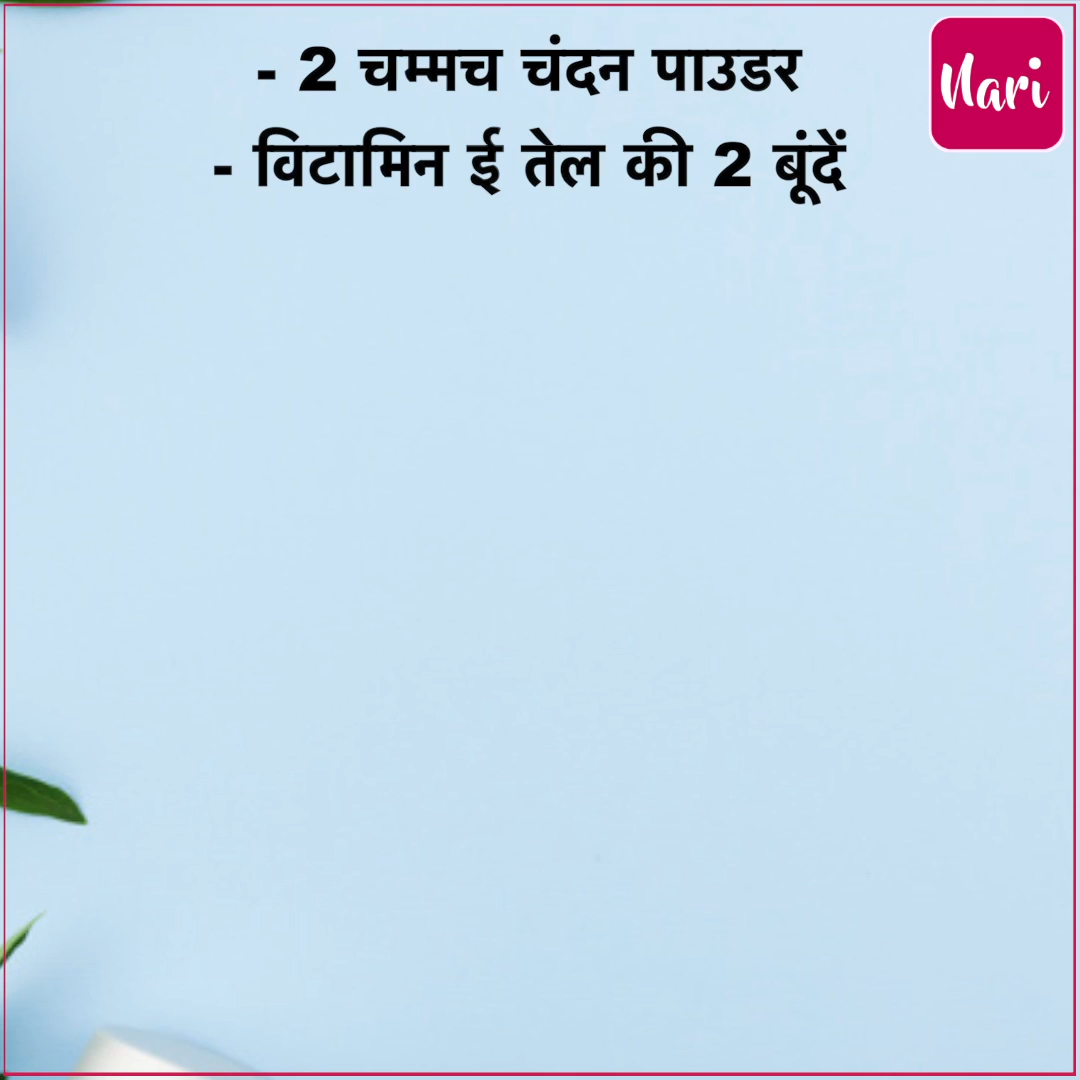 - 2 चम्मच चंदन पाउडर
- विटामिन ई तेल की 2 बूंदें
Nari